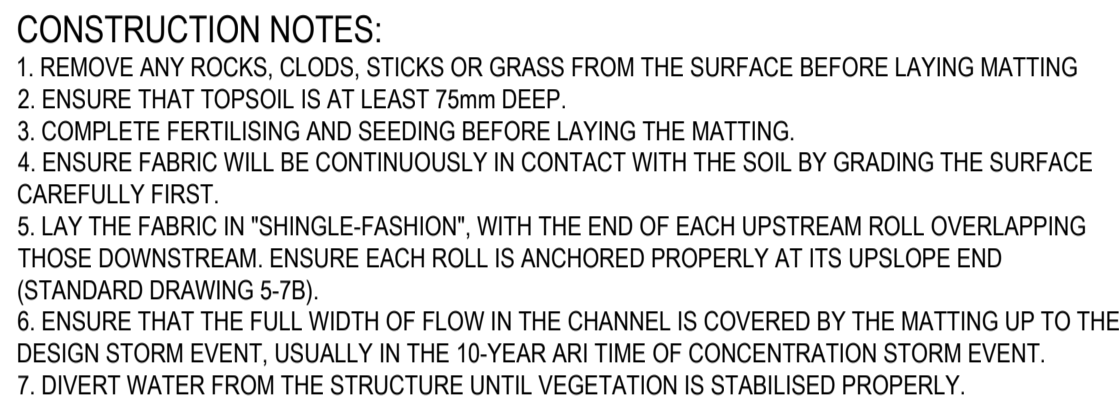 CONSTRUCTION NOTES:
1. REMOVE ANY ROCKS, CLODS, STICKS OR GRASS FROM THE SURFACE BEFORE LAYING MATTING
2. ENSURE THAT TOPSOIL IS AT LEAST 75mm DEEP.
3. COMPLETE FERTILISING AND SEEDING BEFORE LAYING THE MATTING.
4. ENSURE FABRIC WILL BE CONTINUOUSLY IN CONTACT WITH THE SOIL BY GRADING THE SURFACE
CAREFULLY FIRST.
5. LAY THE FABRIC IN "SHINGLE-FASHION", WITH THE END OF EACH UPSTREAM ROLL OVERLAPPING
THOSE DOWNSTREAM. ENSURE EACH ROLL IS ANCHORED PROPERLY AT ITS UPSLOPE END
(STANDARD DRAWING 5-7B).
6. ENSURE THAT THE FULL WIDTH OF FLOW IN THE CHANNEL IS COVERED BY THE MATTING UP TO THE
DESIGN STORM EVENT, USUALLY IN THE 10-YEAR ARI TIME OF CONCENTRATION STORM EVENT.
7. DIVERT WATER FROM THE STRUCTURE UNTIL VEGETATION IS STABILISED PROPERLY.